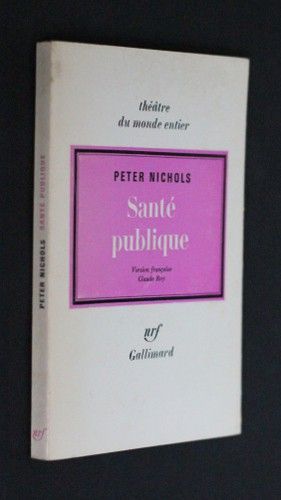 théâtre
du monde entier
PETER NICHOLS
Santé
publique
Version française
Claude Roy
nrf
Gallimard
PETER NICHOLS SANTÉ PUBLIQUE
nrf